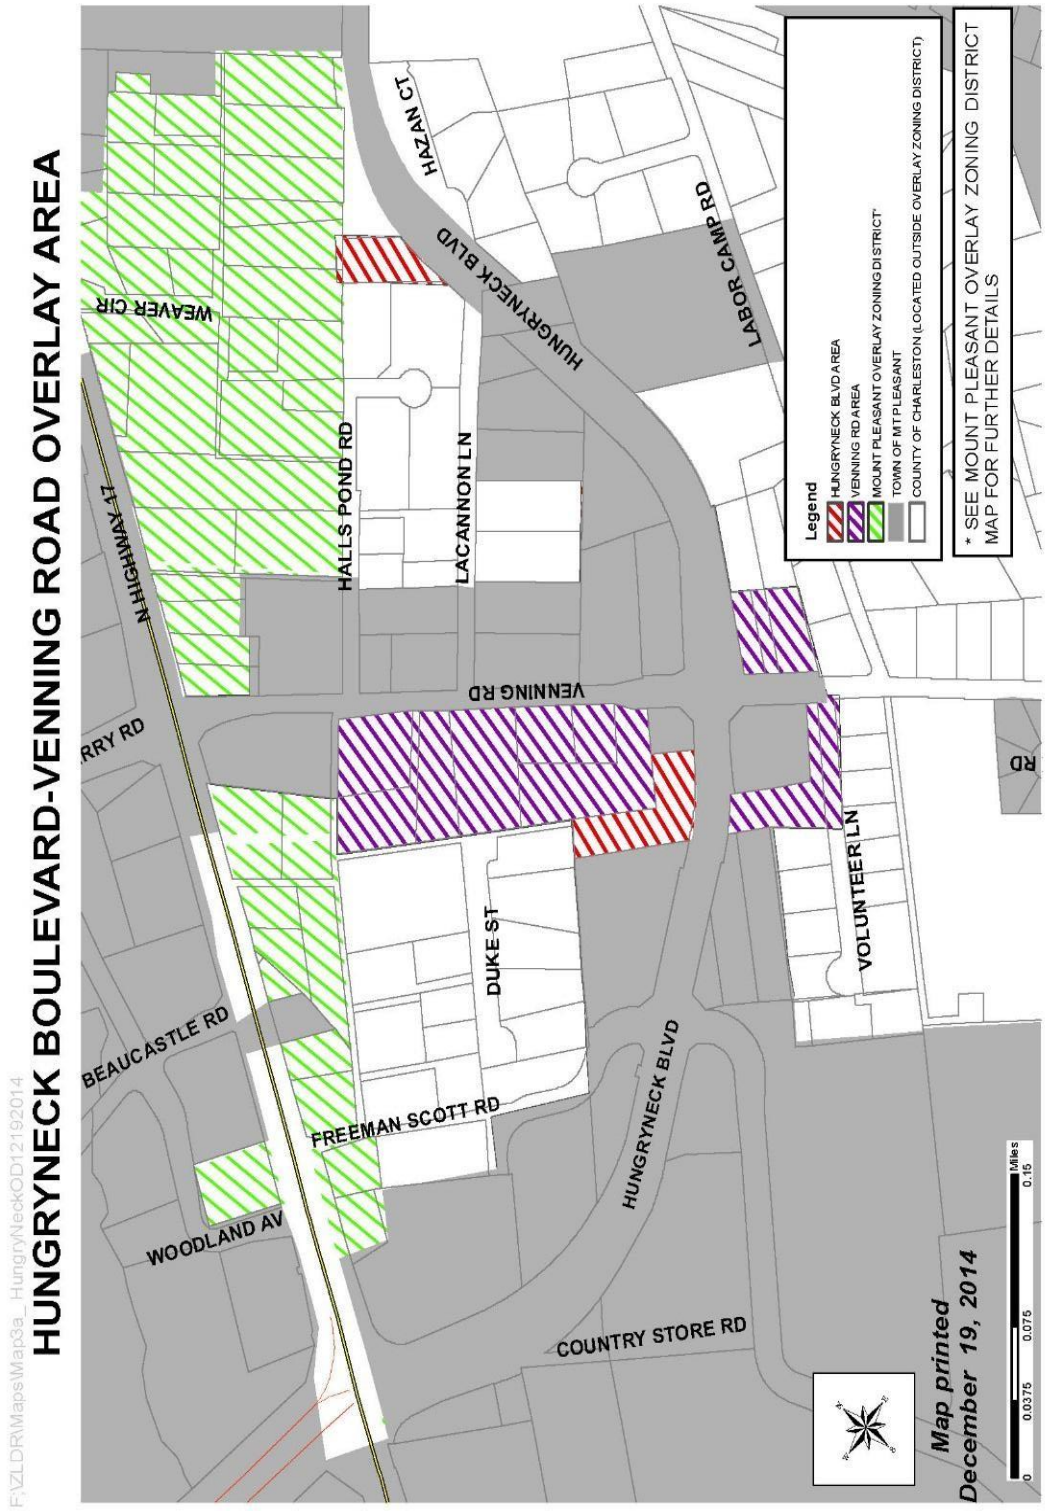 F:\ZLDR\Maps\Map3a_ HungryNeckOD12192014
HUNGRYNECK BOULEVARD-VENNING ROAD OVERLAY AREA
WEAVER CIR
N HIGHWAY 17
RRY RD
BEAUCASTLE RD
WOODLAND AV
HAZAN CT
HUNGRYNECK BLVD
LABOR CAMP RD
HALLS POND RD
LACANNON LN
VENNING RD
DUKE ST
FREEMAN SCOTT RD
VOLUNTEER LN
RD
HUNGRYNECK BLVD
COUNTRY STORE RD
Legend
HUNGRYNECK BLVD AREA
VENNING RD AREA
MOUNT PLEASANT OVERLAY ZONING DISTRICT*
TOWN OF MT PLEASANT
COUNTY OF CHARLESTON (LOCATED OUTSIDE OVERLAY ZONING DISTRICT)
* SEE MOUNT PLEASANT OVERLAY ZONING DISTRICT
MAP FOR FURTHER DETAILS
Map printed
December 19, 2014
0 0.0375 0.075 0.15
Miles
N
E
S
W